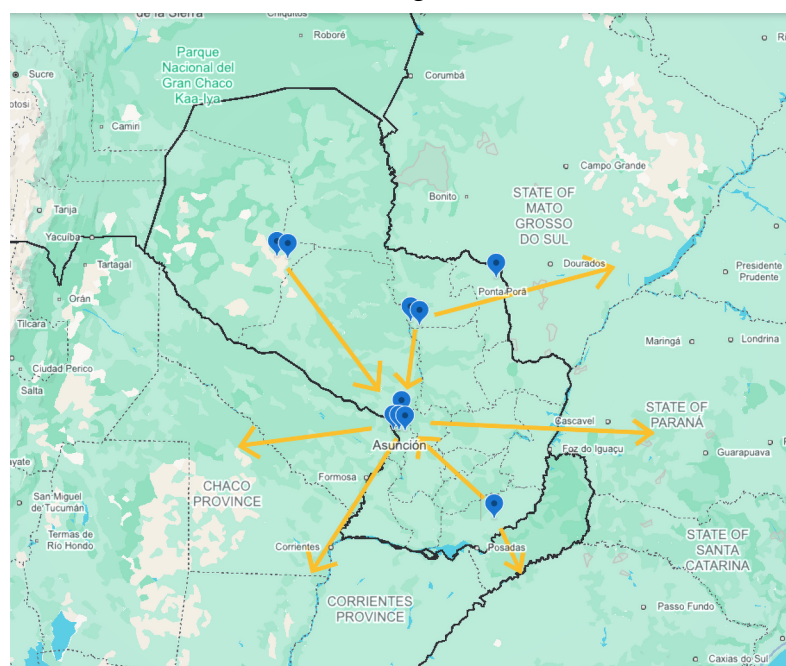 Chiquitos
de la Sierra
Roboré
Parque
Nacional del
Gran Chaco
Kaa-Iya
Sucre
Corumbá
otosi
Camiri
Campo Grande
Bonito
STATE OF
MATO
GROSSO
DO SUL
Tarija
Yacuiba
Tartagal
Dourados
Presidente
Prudente
Orán
Ponta Porã
Tilcara
Maringá
Londrina
Ciudad Perico
Salta
STATE OF
PARANÁ
Cascavel
Asunción
Foz do Iguaçu
Guarapuava
ayate
Formosa
CHACO
PROVINCE
San Miguel
de Tucumán
Termas de
Río Hondo
Corrientes
Posadas
STATE OF
SANTA
CATARINA
CORRIENTES
PROVINCE
Passo Fundo
Caxias do Sul